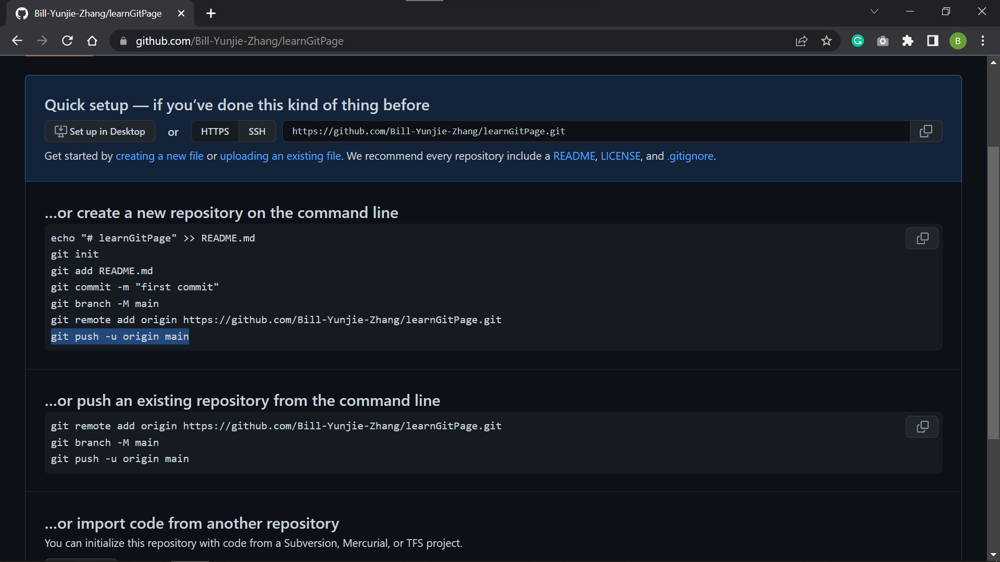 Bill-Yunjie-Zhang/learnGitPage
github.com/Bill-Yunjie-Zhang/learnGitPage
B
Quick setup — if you’ve done this kind of thing before
Set up in Desktop or HTTPS SSH https://github.com/Bill-Yunjie-Zhang/learnGitPage.git
Get started by creating a new file or uploading an existing file. We recommend every repository include a README, LICENSE, and .gitignore.
…or create a new repository on the command line
echo "# learnGitPage" >> README.md
git init
git add README.md
git commit -m "first commit"
git branch -M main
git remote add origin https://github.com/Bill-Yunjie-Zhang/learnGitPage.git
git push -u origin main
…or push an existing repository from the command line
git remote add origin https://github.com/Bill-Yunjie-Zhang/learnGitPage.git
git branch -M main
git push -u origin main
…or import code from another repository
You can initialize this repository with code from a Subversion, Mercurial, or TFS project.